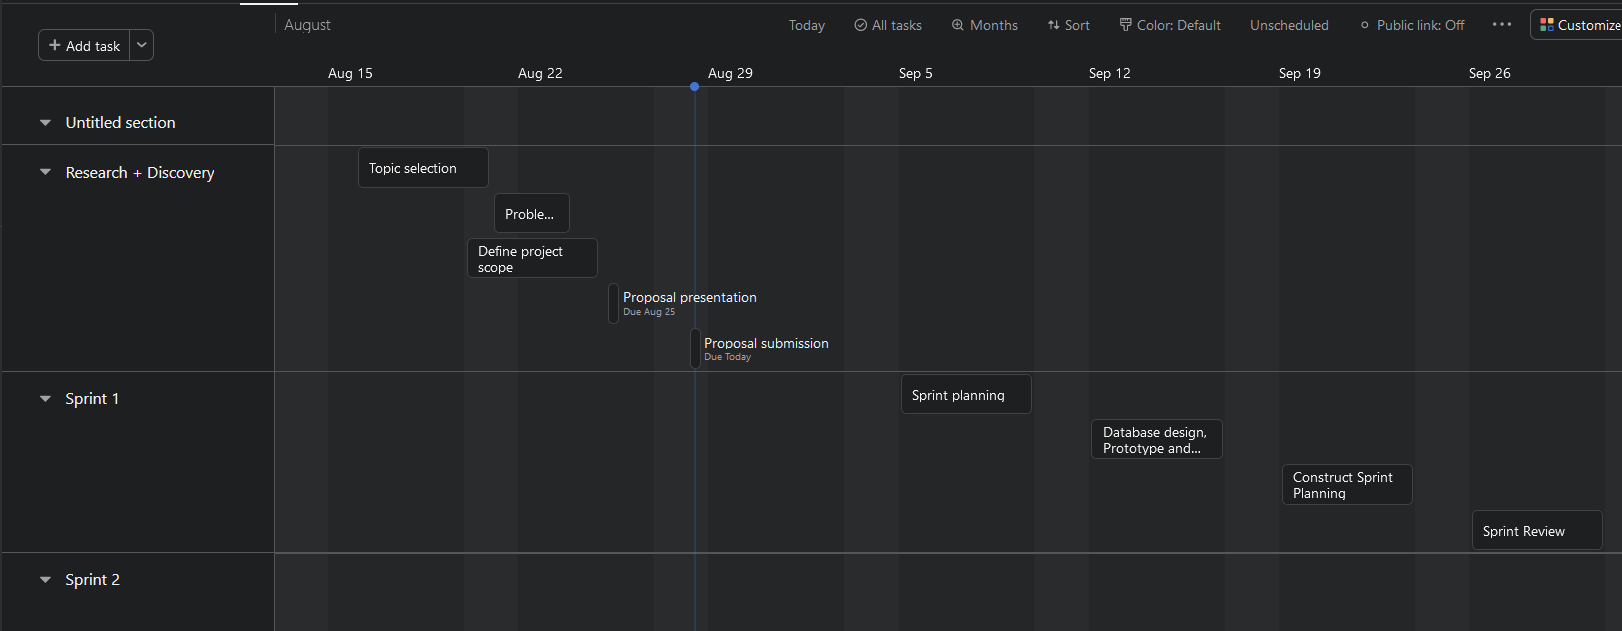 August
Today
All tasks
Months
Sort
Color: Default
Unscheduled
Public link: Off
Customize
Add task
Aug 15
Aug 22
Aug 29
Sep 5
Sep 12
Sep 19
Sep 26
Untitled section
Research + Discovery
Topic selection
Proble...
Define project
scope
Proposal presentation
Due Aug 25
Proposal submission
Due Today
Sprint 1
Sprint planning
Database design,
Prototype and...
Construct Sprint
Planning
Sprint Review
Sprint 2